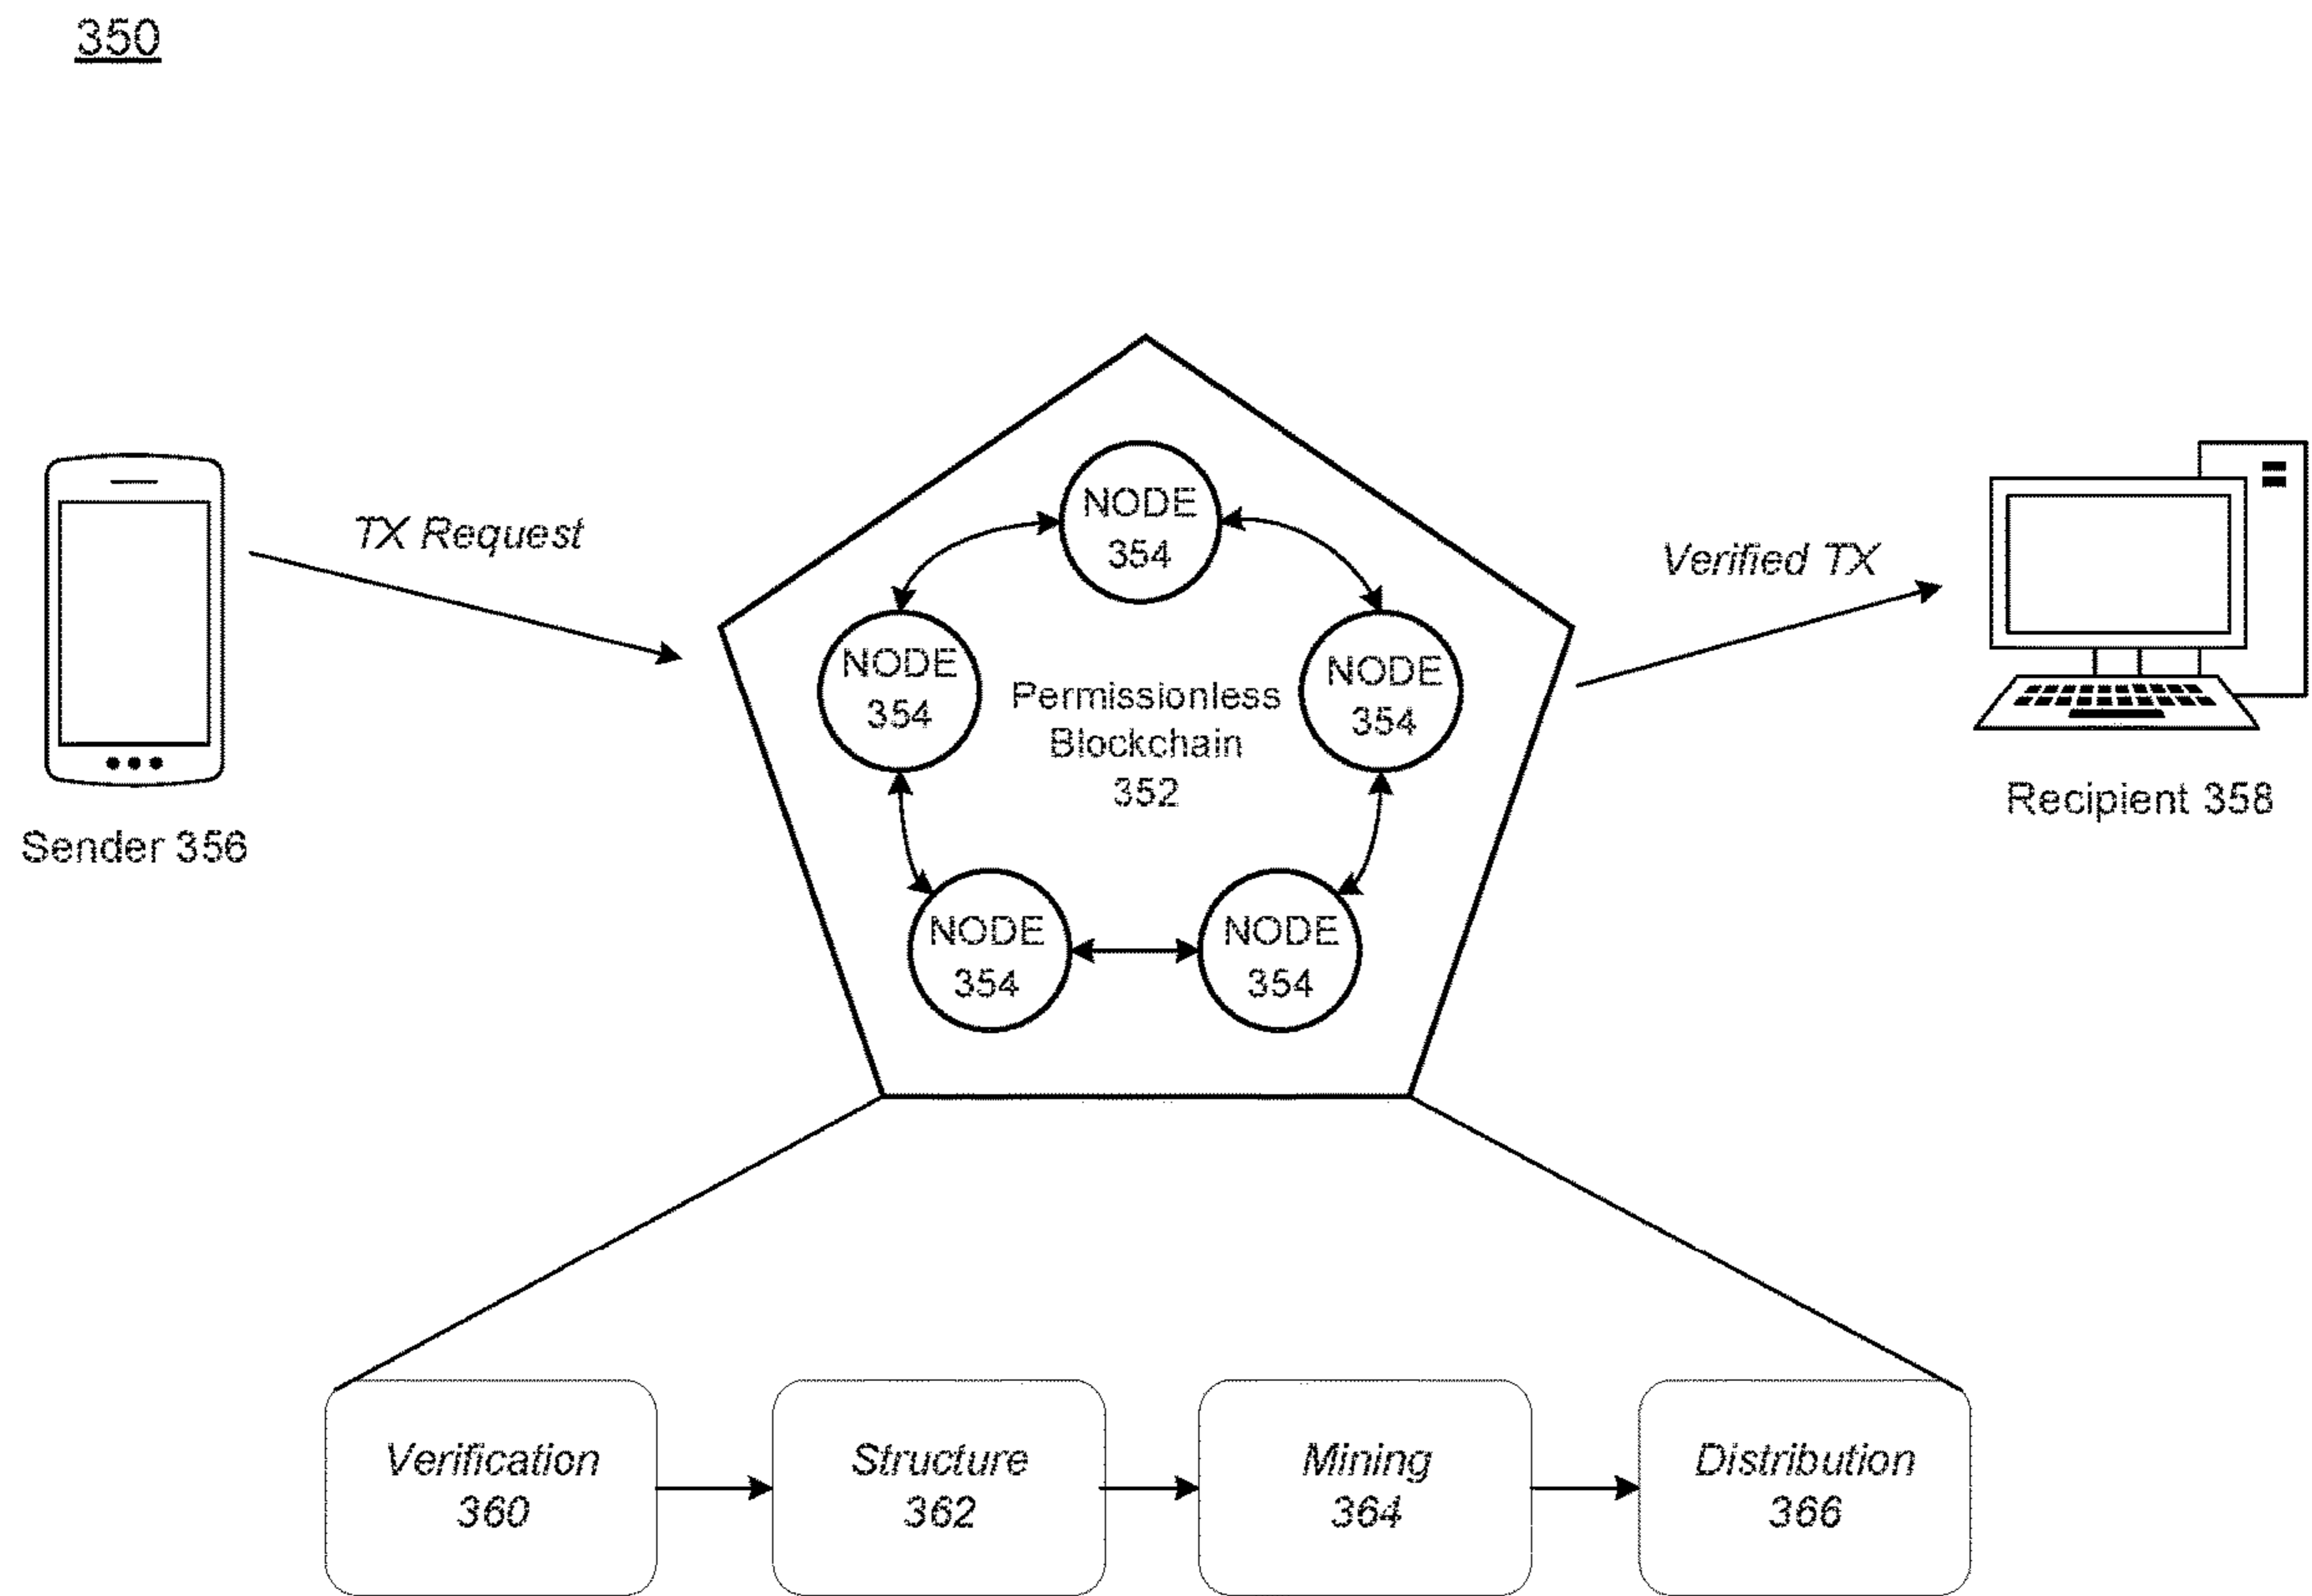 350
NODE
354
TX Request
Verified TX
NODE
354
NODE
354
Permissionless
Blockchain
352
Sender 356
Recipient 358
NODE
354
NODE
354
Verification
360
Structure
362
Mining
364
Distribution
366